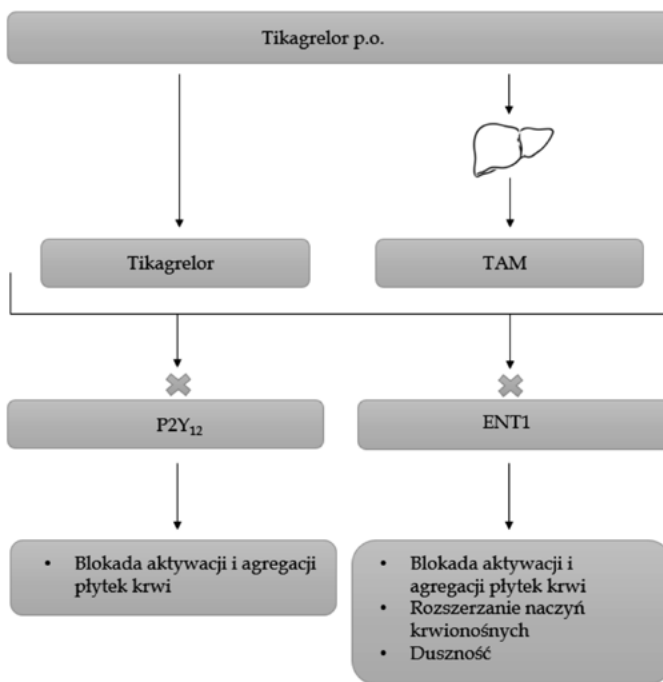 Tikagrelor p.o.
Tikagrelor
TAM
P2Y₁₂
ENT1
• Blokada aktywacji i agregacji
płytek krwi
• Blokada aktywacji i
agregacji płytek krwi
• Rozszerzanie naczyń
krwionośnych
• Duszność